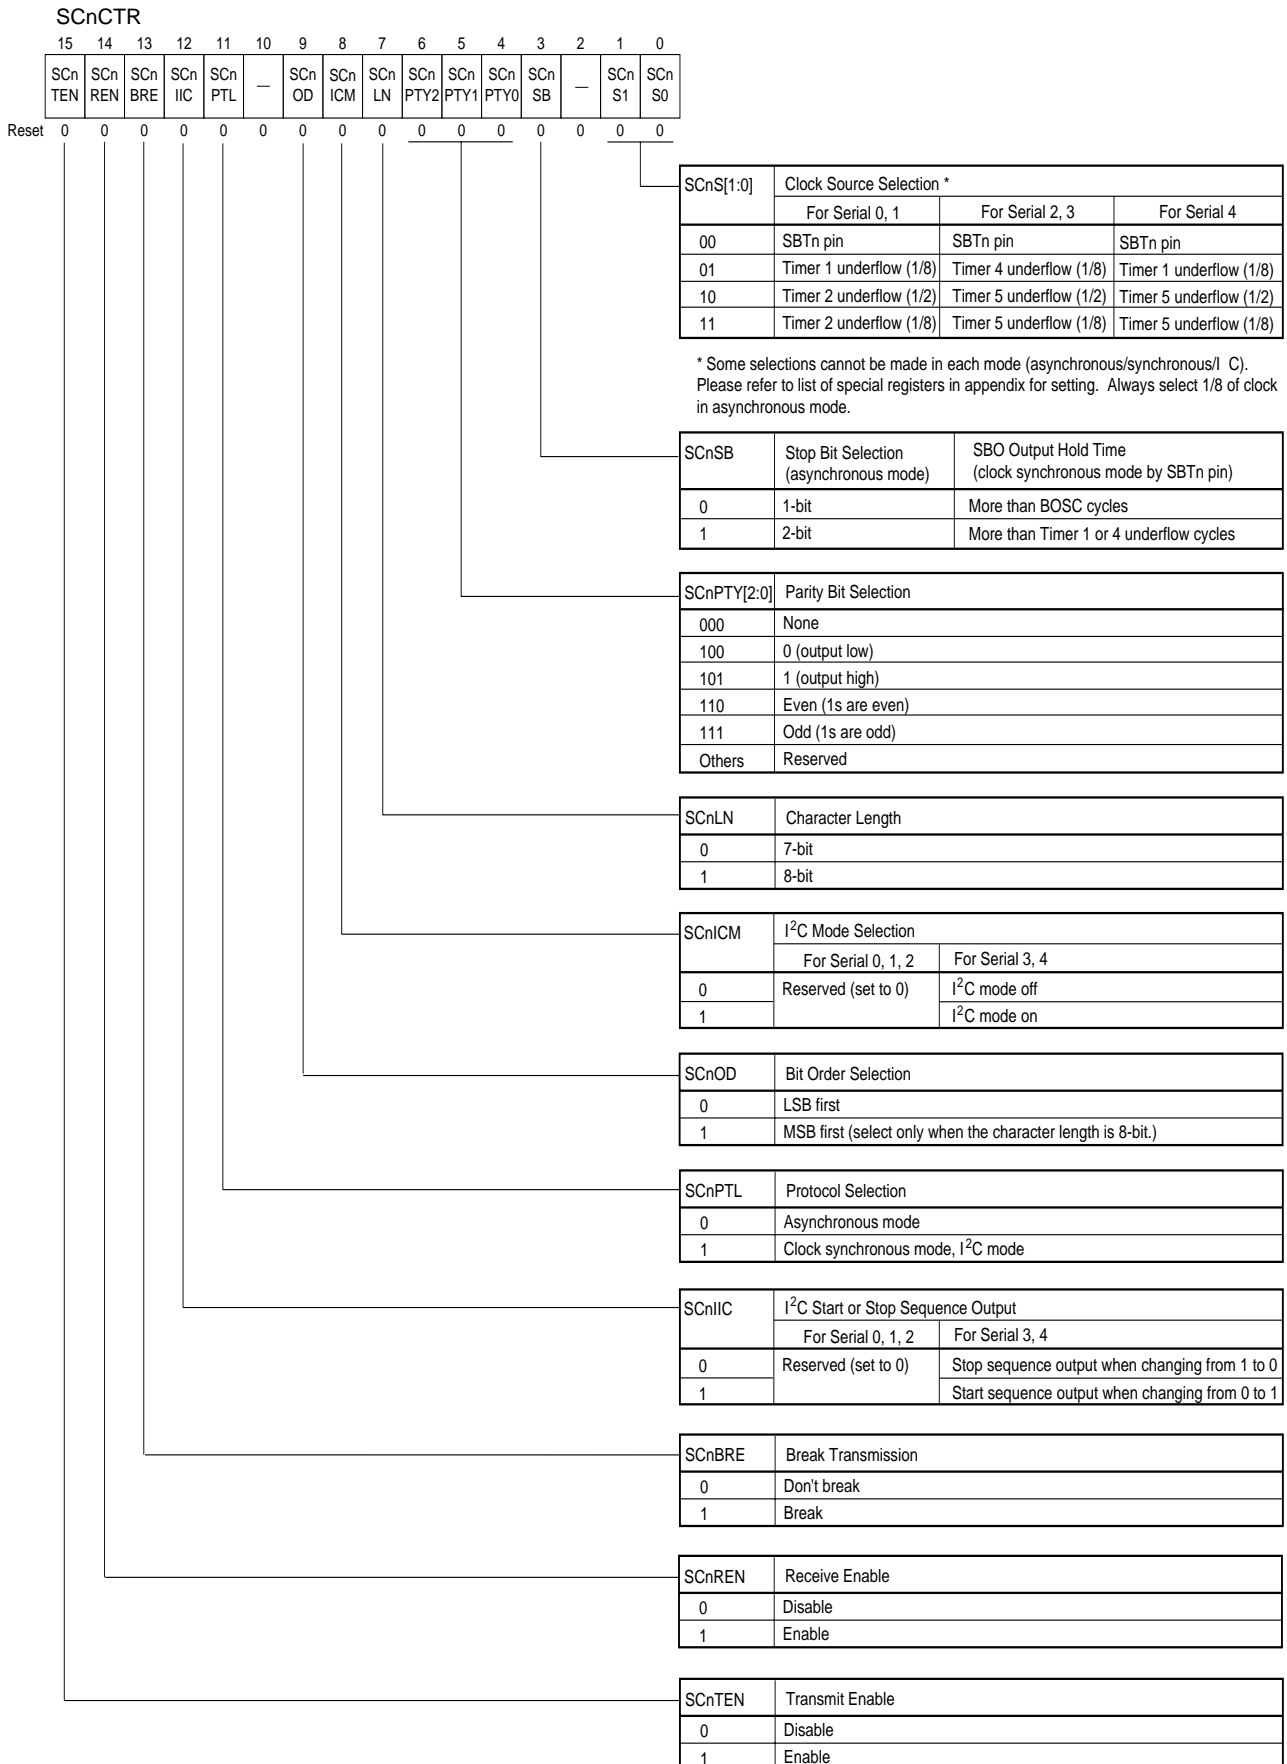 SCnCTR
15 14 13 12 11 10 9 8 7 6 5 4 3 2 1 0
SCn SCn SCn SCn SCn — SCn SCn SCn SCn SCn SCn SCn — SCn SCn
TEN REN BRE IIC PTL OD ICM LN PTY2 PTY1 PTY0 SB S1 S0
Reset 0 0 0 0 0 0 0 0 0 0 0 0 0 0 0 0
SCnS[1:0] Clock Source Selection *
For Serial 0, 1 For Serial 2, 3 For Serial 4
00 SBTn pin SBTn pin SBTn pin
01 Timer 1 underflow (1/8) Timer 4 underflow (1/8) Timer 1 underflow (1/8)
10 Timer 2 underflow (1/2) Timer 5 underflow (1/2) Timer 5 underflow (1/2)
11 Timer 2 underflow (1/8) Timer 5 underflow (1/8) Timer 5 underflow (1/8)
* Some selections cannot be made in each mode (asynchronous/synchronous/I C).
Please refer to list of special registers in appendix for setting. Always select 1/8 of clock
in asynchronous mode.
SCnSB Stop Bit Selection SBO Output Hold Time
(asynchronous mode) (clock synchronous mode by SBTn pin)
0 1-bit More than BOSC cycles
1 2-bit More than Timer 1 or 4 underflow cycles
SCnPTY[2:0] Parity Bit Selection
000 None
100 0 (output low)
101 1 (output high)
110 Even (1s are even)
111 Odd (1s are odd)
Others Reserved
SCnLN Character Length
0 7-bit
1 8-bit
SCnICM I²C Mode Selection
For Serial 0, 1, 2 For Serial 3, 4
0 Reserved (set to 0) I²C mode off
1 I²C mode on
SCnOD Bit Order Selection
0 LSB first
1 MSB first (select only when the character length is 8-bit.)
SCnPTL Protocol Selection
0 Asynchronous mode
1 Clock synchronous mode, I²C mode
SCnIIC I²C Start or Stop Sequence Output
For Serial 0, 1, 2 For Serial 3, 4
0 Reserved (set to 0) Stop sequence output when changing from 1 to 0
1 Start sequence output when changing from 0 to 1
SCnBRE Break Transmission
0 Don't break
1 Break
SCnREN Receive Enable
0 Disable
1 Enable
SCnTEN Transmit Enable
0 Disable
1 Enable